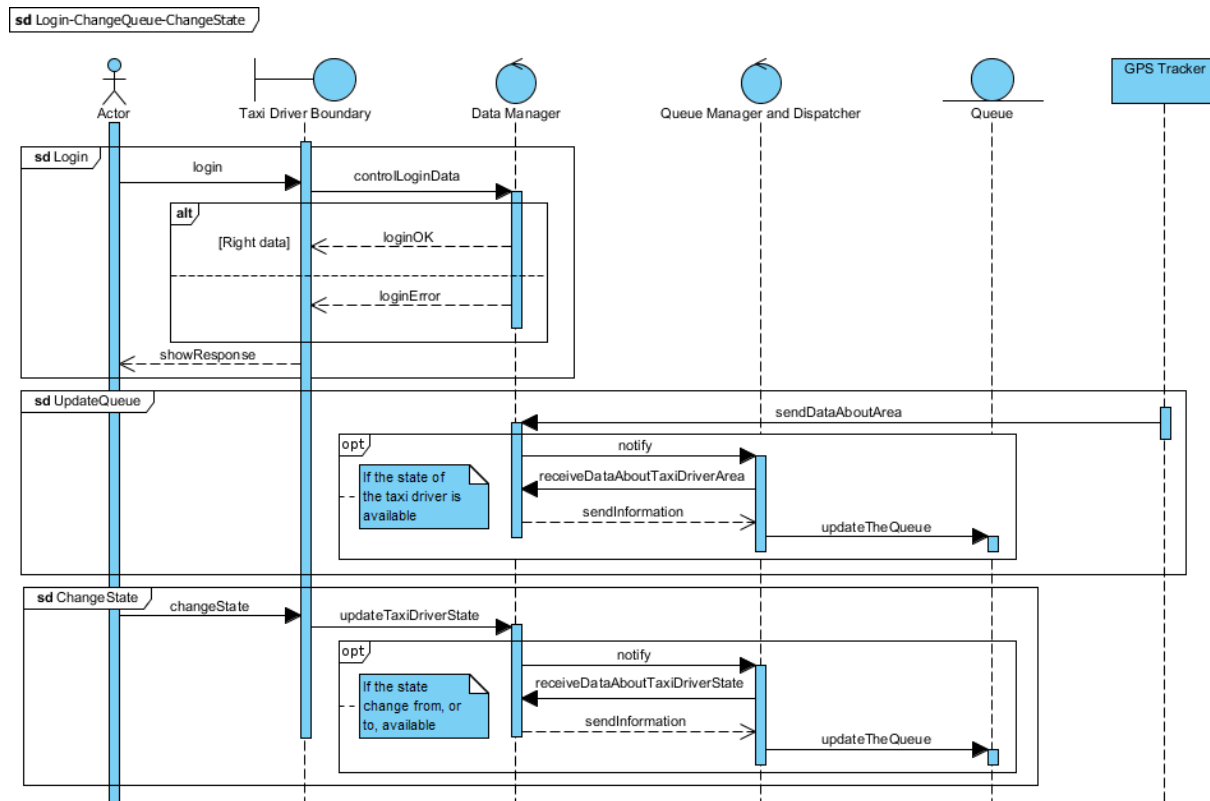 sd Login-ChangeQueue-ChangeState
Actor
Taxi Driver Boundary
Data Manager
Queue Manager and Dispatcher
Queue
GPS Tracker
sd Login
login
controlLoginData
alt
[Right data]
loginOK
loginError
showResponse
sd UpdateQueue
sendDataAboutArea
opt
notify
If the state of
the taxi driver is
available
receiveDataAboutTaxiDriverArea
sendInformation
updateTheQueue
sd ChangeState
changeState
updateTaxiDriverState
opt
notify
If the state
change from, or
to, available
receiveDataAboutTaxiDriverState
sendInformation
updateTheQueue